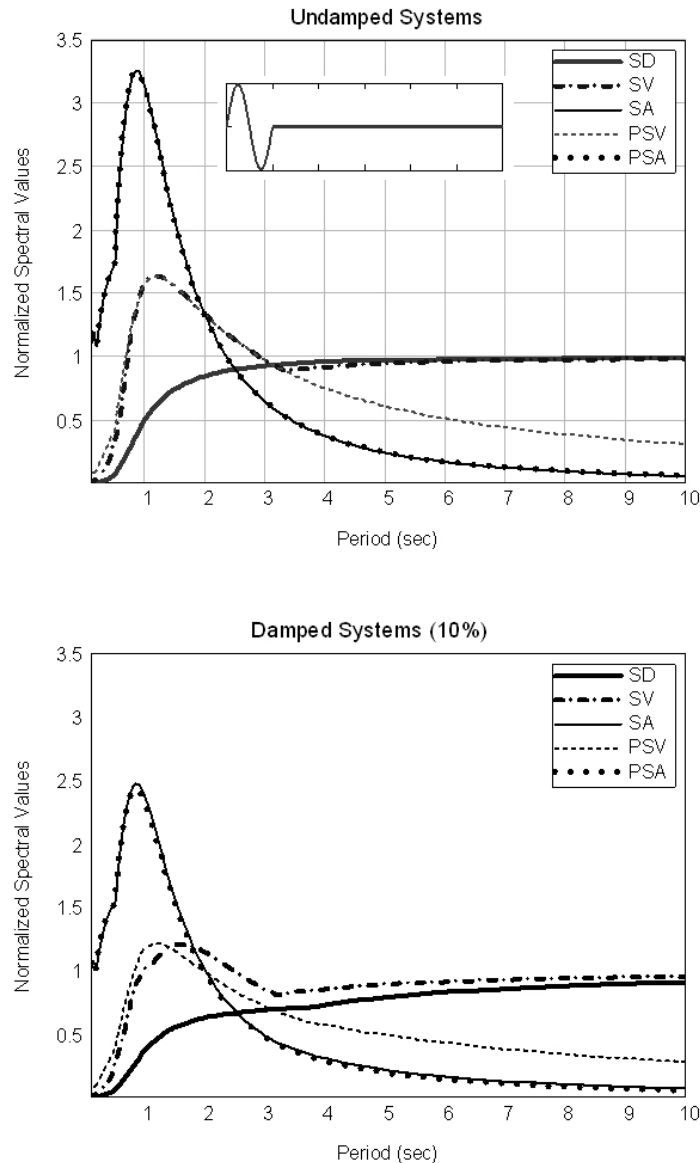 Undamped Systems
3.5
3
2.5
2
1.5
1
0.5
Normalized Spectral Values
SD
SV
SA
PSV
PSA
1 2 3 4 5 6 7 8 9 10
Period (sec)
Damped Systems (10%)
3.5
3
2.5
2
1.5
1
0.5
Normalized Spectral Values
SD
SV
SA
PSV
PSA
1 2 3 4 5 6 7 8 9 10
Period (sec)